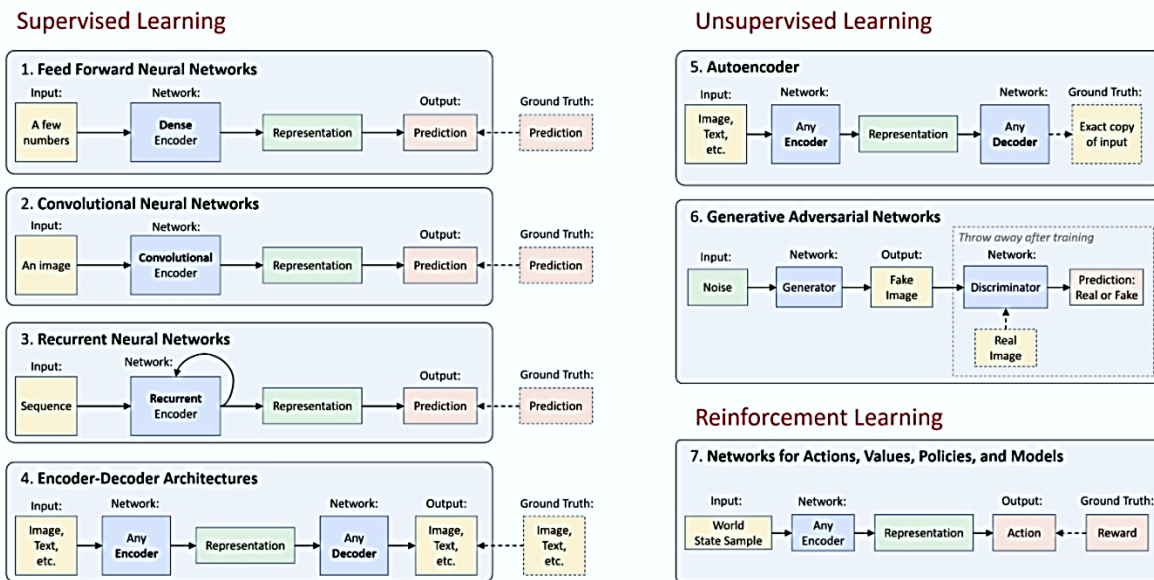 Supervised Learning
1. Feed Forward Neural Networks
Input:
Network:
Output:
Ground Truth:
A few
numbers
Dense
Encoder
Representation
Prediction
Prediction
2. Convolutional Neural Networks
Input:
Network:
Output:
Ground Truth:
An image
Convolutional
Encoder
Representation
Prediction
Prediction
3. Recurrent Neural Networks
Input:
Network:
Output:
Ground Truth:
Sequence
Recurrent
Encoder
Representation
Prediction
Prediction
4. Encoder-Decoder Architectures
Input:
Network:
Network:
Output:
Ground Truth:
Image,
Text,
etc.
Any
Encoder
Representation
Any
Decoder
Image,
Text,
etc.
Image,
Text,
etc.
Unsupervised Learning
5. Autoencoder
Input:
Network:
Network:
Ground Truth:
Image,
Text,
etc.
Any
Encoder
Representation
Any
Decoder
Exact copy
of input
6. Generative Adversarial Networks
Throw away after training
Input:
Network:
Output:
Network:
Noise
Generator
Fake
Image
Discriminator
Prediction:
Real or Fake
Real
Image
Reinforcement Learning
7. Networks for Actions, Values, Policies, and Models
Input:
Network:
Output:
Ground Truth:
World
State Sample
Any
Encoder
Representation
Action
Reward